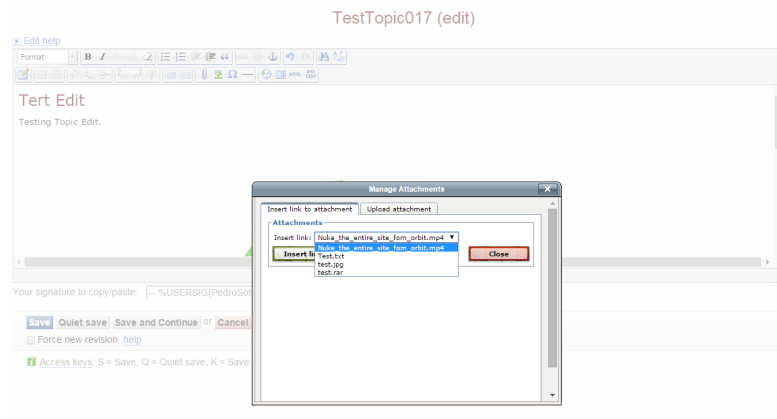 TestTopic017 (edit)
Edit help
Format
B I
Tert Edit
Testing Topic Edit.
Manage Attachments
Insert link to attachment Upload attachment
Attachments
Insert link: Nuke_the_entire_site_fom_orbit.mp4
Nuke_the_entire_site_fom_orbit.mp4
Test.txt
test.jpg
test.rar
Insert li
Close
Your signature to copy/paste: -- %USERSIG{PedroSot
Save Quiet save Save and Continue or Cancel
Force new revision help
Access keys: S = Save, Q = Quiet save, K = Save